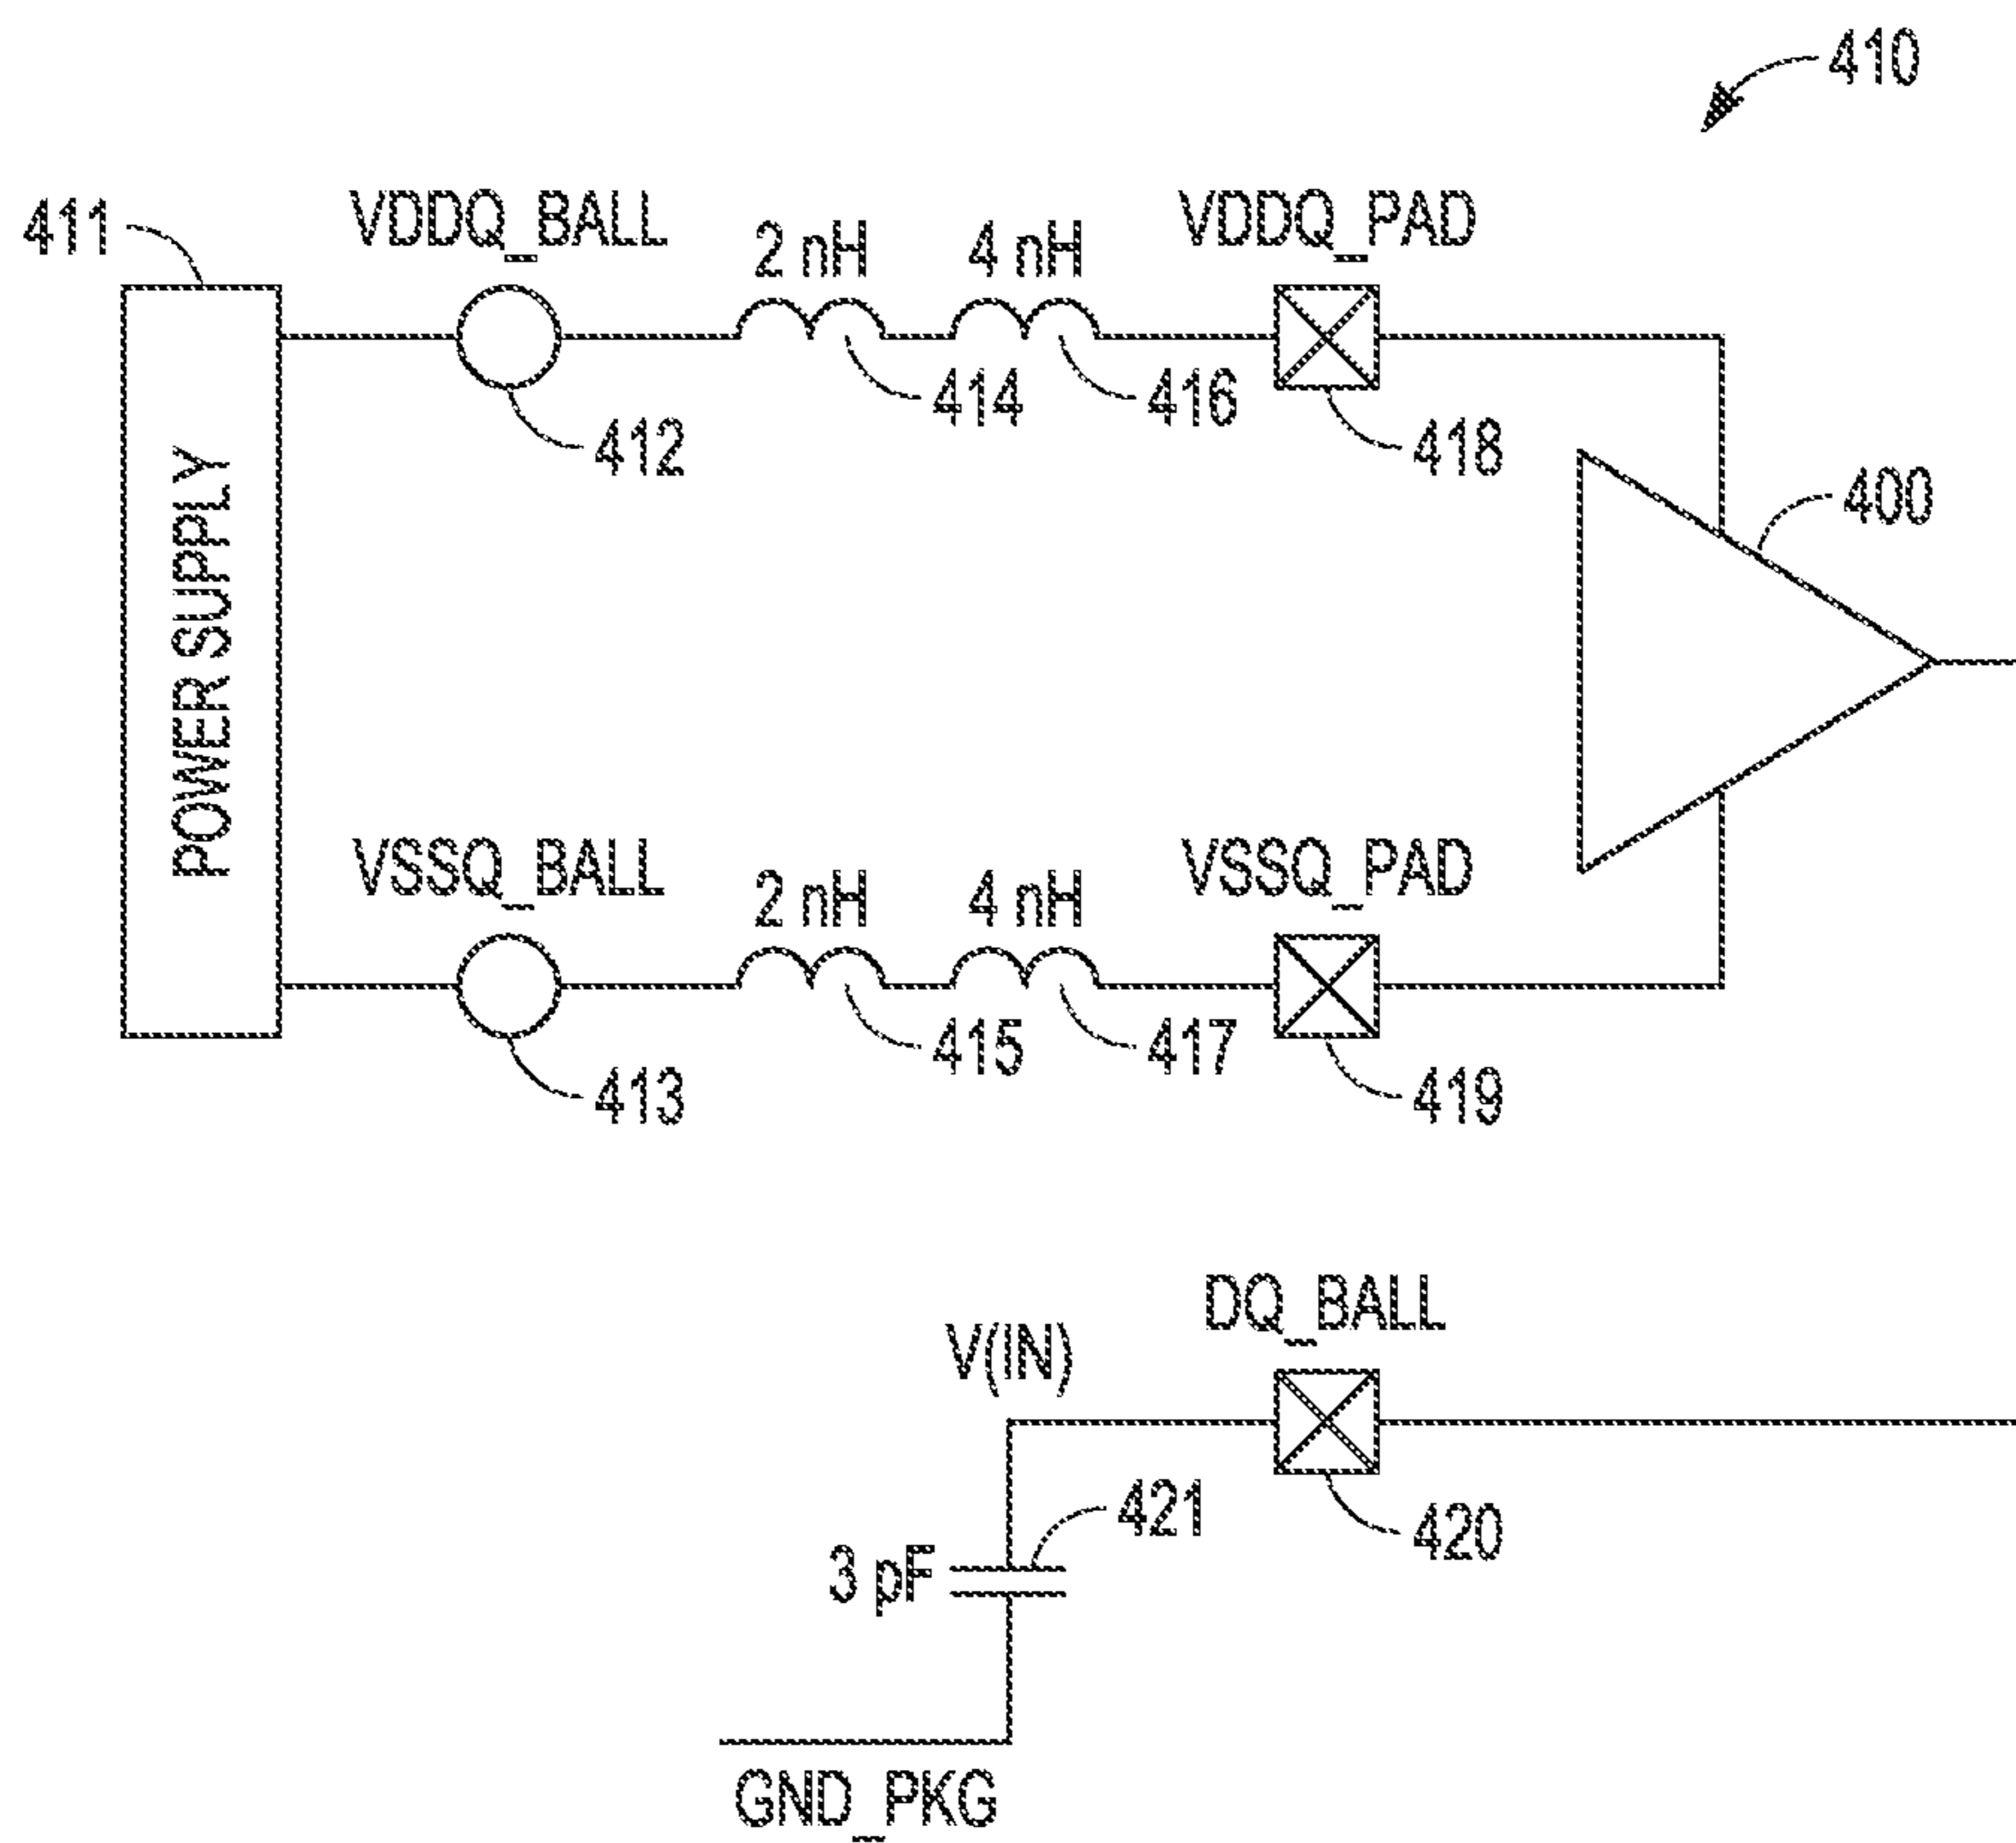 410
411
VDDQ_BALL
2 nH
4 nH
VDDQ_PAD
412
414
416
418
POWER SUPPLY
400
VSSQ_BALL
2 nH
4 nH
VSSQ_PAD
413
415
417
419
DQ_BALL
V(IN)
421
420
3 pF
GND_PKG